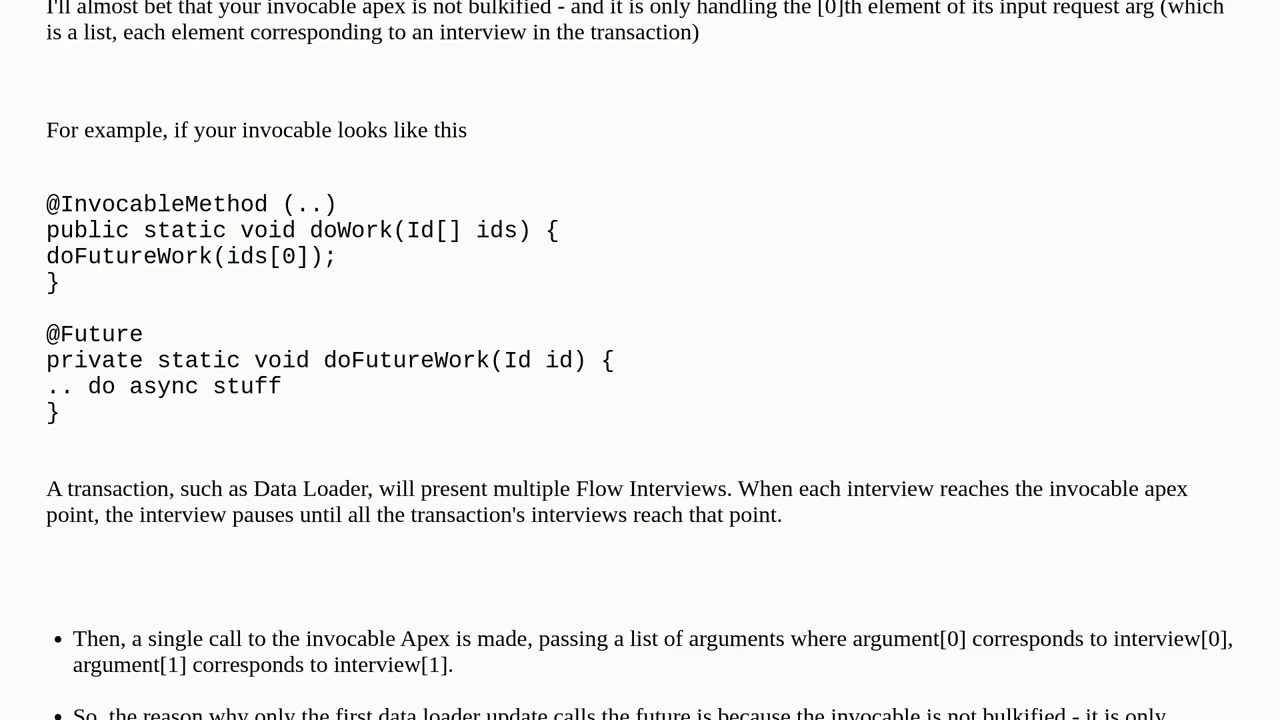 I'll almost bet that your invocable apex is not bulkified - and it is only handling the [0]th element of its input request arg (which
is a list, each element corresponding to an interview in the transaction)
For example, if your invocable looks like this
@InvocableMethod (..)
public static void doWork(Id[] ids) {
doFutureWork(ids[0]);
}
@Future
private static void doFutureWork(Id id) {
.. do async stuff
}
A transaction, such as Data Loader, will present multiple Flow Interviews. When each interview reaches the invocable apex
point, the interview pauses until all the transaction's interviews reach that point.
• Then, a single call to the invocable Apex is made, passing a list of arguments where argument[0] corresponds to interview[0],
argument[1] corresponds to interview[1].
• So, the reason why only the first data loader update calls the future is because the invocable is not bulkified - it is only